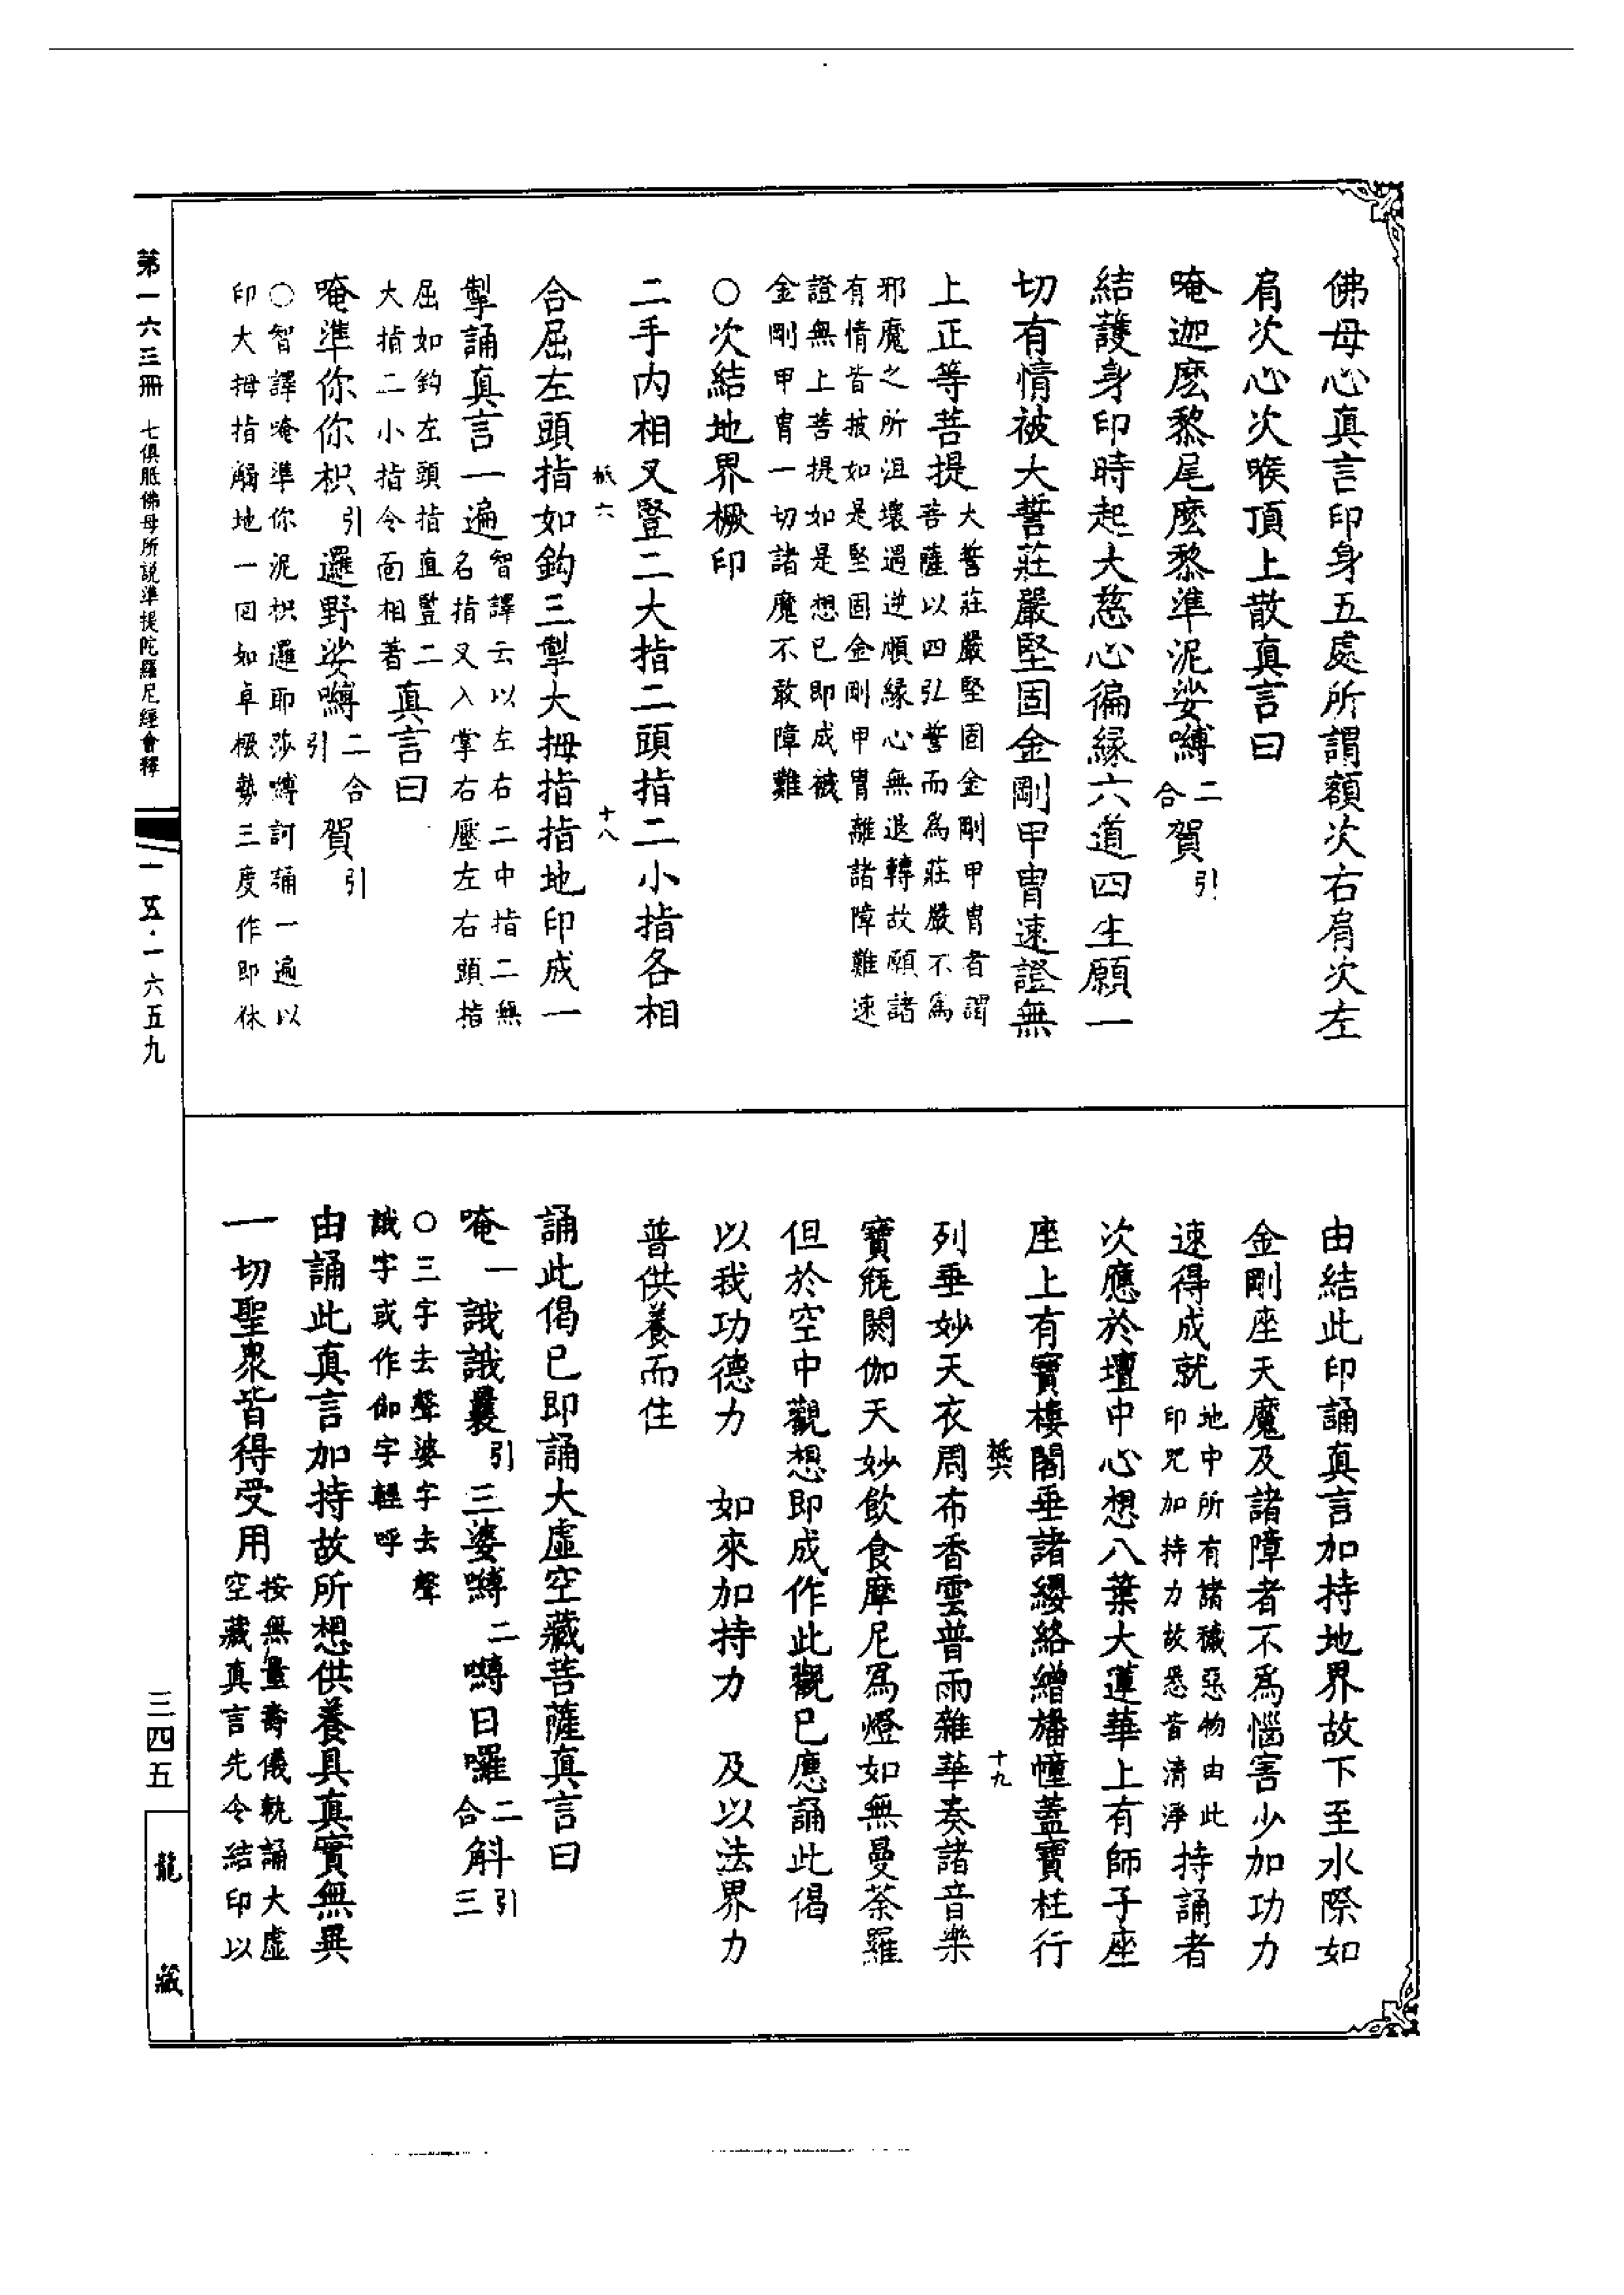 佛母心真言印身五處所謂額次右肩次左
肩次心次喉頂上散真言曰
唵迦麽黎尾麽黎準泥娑嚩二合賀引
結護身印時起大慈心徧緣六道四生願一
切有情被大誓莊嚴堅固金剛甲冑速證無
上正等菩提大誓莊嚴堅固金剛甲冑者謂
菩薩以四弘誓而為莊嚴不為
邪魔之所沮壞遇逆順緣心無退轉故願諸
有情皆披如是堅固金剛甲冑離諸障難速
證無上菩提如是想已即成被
金剛甲冑一切諸魔不敢障難
○次結地界橛印
二手內相叉豎二大指二頭指二小指各相
秪六 十八
合屈左頭指如鈎三掣大拇指指地印成一
掣誦真言一遍智譯云以左右二中指二無
名指叉入掌右壓左右頭指
屈如鈎左頭指直豎二
大指二小指令面相著真言曰
唵準你你枳引邏野娑嚩二合引賀引
○智譯唵準你泥枳邏耶莎嚩訶誦一遍以
印大拇指觸地一回如卓橛勢三度作即休
第一六三冊 七俱胝佛母所說準提陀羅尼經會釋
一五·一六五九
由結此印誦真言加持地界故下至水際如
金剛座天魔及諸障者不為惱害少加功力
速得成就地中所有諸穢惡物由此
印咒加持力故悉皆清淨持誦者
次應於壇中心想八葉大蓮華上有師子座
座上有寶樓閣垂諸纓絡繒旛幢蓋寶柱行
秪六 十九
列垂妙天衣周布香雲普雨雜華奏諸音樂
寶瓶閼伽天妙飲食摩尼為燈如無曼荼羅
但於空中觀想即成作此觀已應誦此偈
以我功德力 如來加持力 及以法界力
普供養而住
誦此偈已即誦大虛空藏菩薩真言曰
唵一誐誐曩引三婆嚩二嚩日囉二合斛引三
○三字去聲婆字去聲
誐字或作伽字輕呼
由誦此真言加持故所想供養具真實無異
一切聖眾皆得受用按無量壽儀軌誦大虛
空藏真言先令結印以
三四五
龍藏